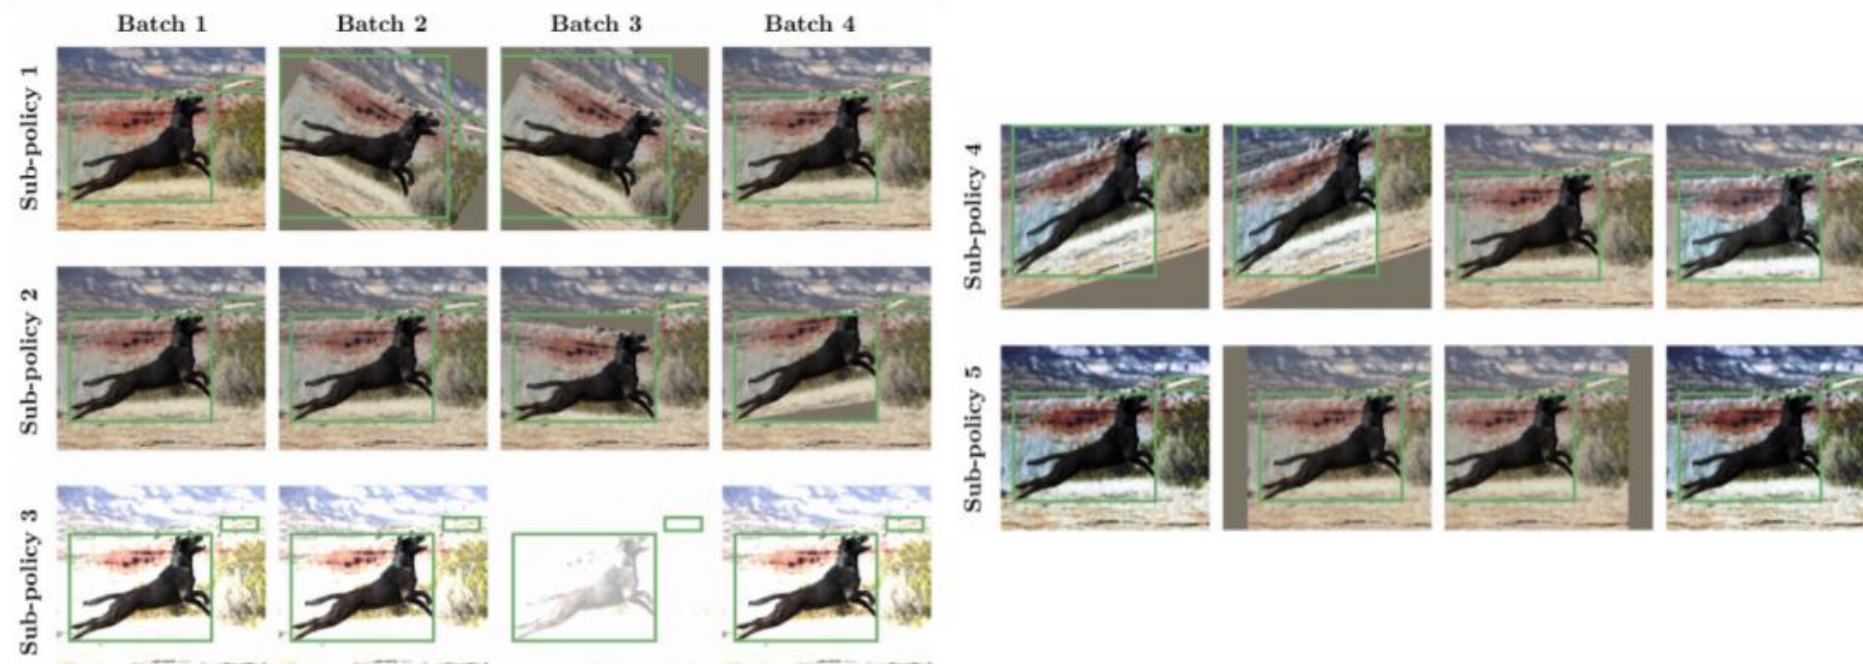 Batch 1
Batch 2
Batch 3
Batch 4
Sub-policy 1
Sub-policy 2
Sub-policy 3
Sub-policy 4
Sub-policy 5